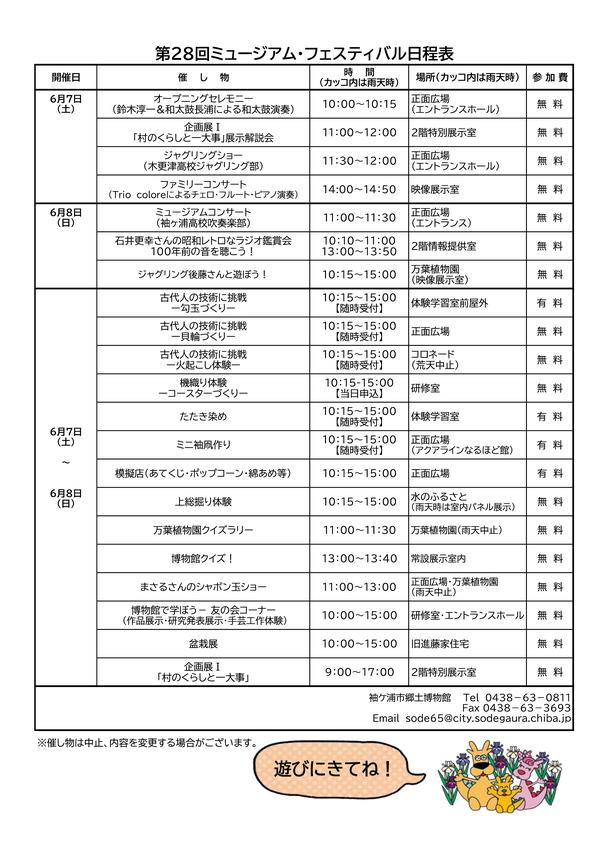 第28回ミュージアム・フェスティバル日程表
開催日 催し物 時間 場所(カッコ内は雨天時) 参加費
(カッコ内は雨天時)
6月7日
(土)
オープニングセレモニー
(鈴木淳一&和太鼓長浦による和太鼓演奏)
10:00～10:15
正面広場
(エントランスホール)
無料
企画展Ⅰ
「村のくらしと一大事」展示解説会
11:00～12:00
2階特別展示室
無料
ジャグリングショー
(木更津高校ジャグリング部)
11:30～12:00
正面広場
(エントランスホール)
無料
ファミリーコンサート
(Trio coloreによるチェロ・フルート・ピアノ演奏)
14:00～14:50
映像展示室
無料
6月8日
(日)
ミュージアムコンサート
(袖ヶ浦高校吹奏楽部)
11:00～11:30
正面広場
(エントランス)
無料
石井更幸さんの昭和レトロなラジオ鑑賞会
100年前の音を聴こう!
10:10～11:00
13:00～13:50
2階情報提供室
無料
ジャグリング後藤さんと遊ぼう!
10:15～15:00
万葉植物園
(映像展示室)
無料
6月7日
(土)
～
6月8日
(日)
古代人の技術に挑戦
ー勾玉づくりー
10:15～15:00
【随時受付】
体験学習室前屋外
有料
古代人の技術に挑戦
ー貝輪づくりー
10:15～15:00
【随時受付】
正面広場
無料
古代人の技術に挑戦
ー火起こし体験ー
10:15～15:00
【随時受付】
コロネード
(荒天中止)
無料
機織り体験
ーコースターづくりー
10:15-15:00
【当日申込】
研修室
無料
たたき染め
10:15～15:00
【随時受付】
体験学習室
有料
ミニ袖凧作り
10:15～15:00
【随時受付】
正面広場
(アクアラインなるほど館)
有料
模擬店(あてくじ・ポップコーン・綿あめ等)
10:15～15:00
正面広場
有料
上総掘り体験
10:15～15:00
水のふるさと
(雨天時は室内パネル展示)
無料
万葉植物園クイズラリー
11:00～11:30
万葉植物園(雨天中止)
無料
博物館クイズ!
13:00～13:40
常設展示室内
無料
まさるさんのシャボン玉ショー
11:00～13:00
正面広場・万葉植物園
(雨天中止)
無料
博物館で学ぼう－ 友の会コーナー
(作品展示・研究発表展示・手芸工作体験)
10:00～15:00
研修室・エントランスホール
無料
盆栽展
10:00～15:00
旧進藤家住宅
無料
企画展Ⅰ
「村のくらしと一大事」
9:00～17:00
2階特別展示室
無料
袖ケ浦市郷土博物館 Tel 0438－63－0811
Fax 0438－63－3693
Email sode65@city.sodegaura.chiba.jp
※催し物は中止、内容を変更する場合がございます。
遊びにきてね!